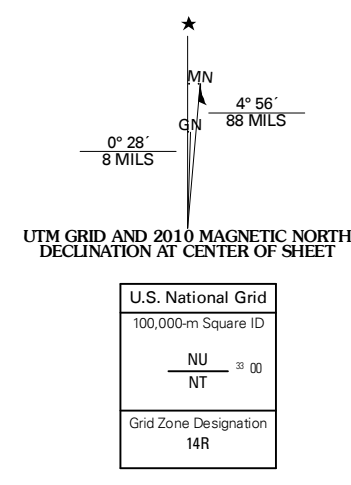 MN
4° 56´
88 MILS
GN
0° 28´
8 MILS
UTM GRID AND 2010 MAGNETIC NORTH
DECLINATION AT CENTER OF SHEET
U.S. National Grid
100,000-m Square ID
NU
33 00
NT
Grid Zone Designation
14R